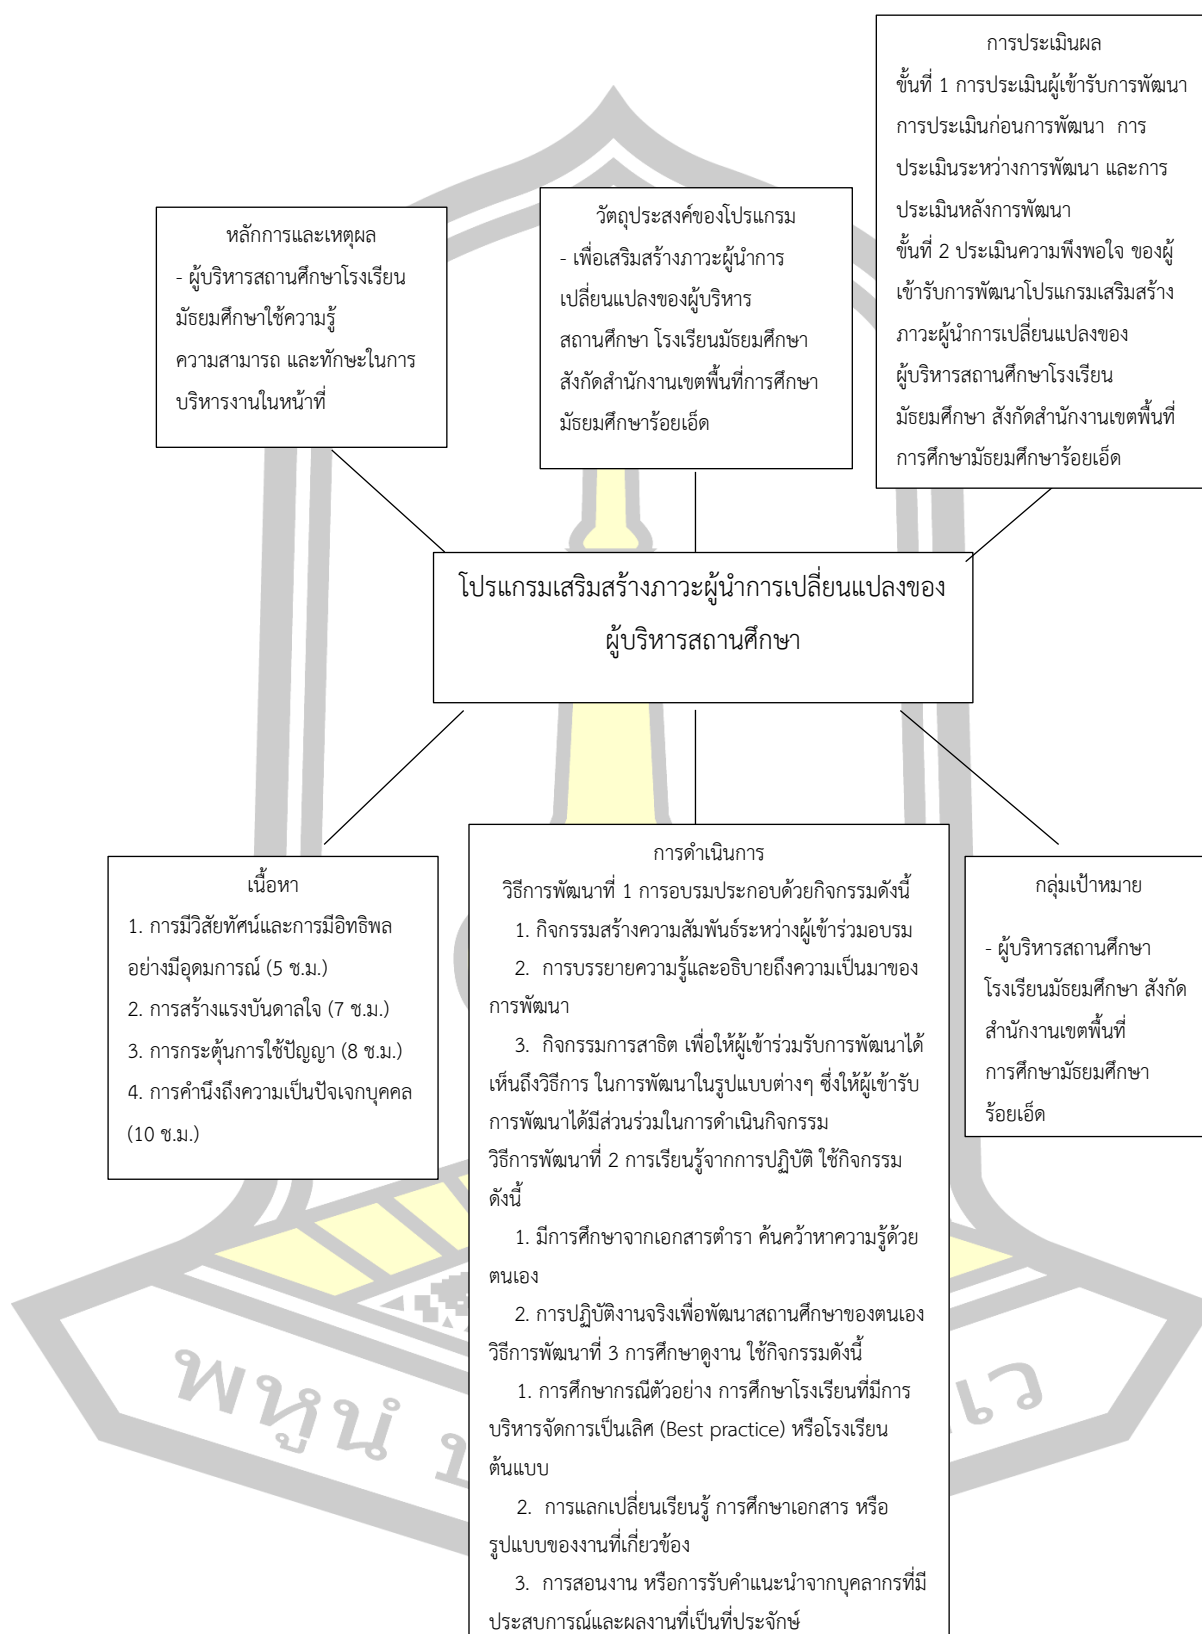 การประเมินผล
ขั้นที่ 1 การประเมินผู้เข้ารับการพัฒนา
การประเมินก่อนการพัฒนา การ
ประเมินระหว่างการพัฒนา และการ
ประเมินหลังการพัฒนา
ขั้นที่ 2 ประเมินความพึงพอใจ ของผู้
เข้ารับการพัฒนาโปรแกรมเสริมสร้าง
ภาวะผู้นำการเปลี่ยนแปลงของ
ผู้บริหารสถานศึกษาโรงเรียน
มัธยมศึกษา สังกัดสำนักงานเขตพื้นที่
การศึกษามัธยมศึกษาร้อยเอ็ด
หลักการและเหตุผล
- ผู้บริหารสถานศึกษาโรงเรียน
มัธยมศึกษาใช้ความรู้
ความสามารถ และทักษะในการ
บริหารงานในหน้าที่
วัตถุประสงค์ของโปรแกรม
- เพื่อเสริมสร้างภาวะผู้นำการ
เปลี่ยนแปลงของผู้บริหาร
สถานศึกษา โรงเรียนมัธยมศึกษา
สังกัดสำนักงานเขตพื้นที่การศึกษา
มัธยมศึกษาร้อยเอ็ด
โปรแกรมเสริมสร้างภาวะผู้นำการเปลี่ยนแปลงของ
ผู้บริหารสถานศึกษา
เนื้อหา
1. การมีวิสัยทัศน์และการมีอิทธิพล
อย่างมีอุดมการณ์ (5 ช.ม.)
2. การสร้างแรงบันดาลใจ (7 ช.ม.)
3. การกระตุ้นการใช้ปัญญา (8 ช.ม.)
4. การคำนึงถึงความเป็นปัจเจกบุคคล
(10 ช.ม.)
การดำเนินการ
วิธีการพัฒนาที่ 1 การอบรมประกอบด้วยกิจกรรมดังนี้
1. กิจกรรมสร้างความสัมพันธ์ระหว่างผู้เข้าร่วมอบรม
2. การบรรยายความรู้และอธิบายถึงความเป็นมาของ
การพัฒนา
3. กิจกรรมการสาธิต เพื่อให้ผู้เข้าร่วมรับการพัฒนาได้
เห็นถึงวิธีการ ในการพัฒนาในรูปแบบต่างๆ ซึ่งให้ผู้เข้ารับ
การพัฒนาได้มีส่วนร่วมในการดำเนินกิจกรรม
วิธีการพัฒนาที่ 2 การเรียนรู้จากการปฏิบัติ ใช้กิจกรรม
ดังนี้
1. มีการศึกษาจากเอกสารตำรา ค้นคว้าหาความรู้ด้วย
ตนเอง
2. การปฏิบัติงานจริงเพื่อพัฒนาสถานศึกษาของตนเอง
วิธีการพัฒนาที่ 3 การศึกษาดูงาน ใช้กิจกรรมดังนี้
1. การศึกษากรณีตัวอย่าง การศึกษาโรงเรียนที่มีการ
บริหารจัดการเป็นเลิศ (Best practice) หรือโรงเรียน
ต้นแบบ
2. การแลกเปลี่ยนเรียนรู้ การศึกษาเอกสาร หรือ
รูปแบบของงานที่เกี่ยวข้อง
3. การสอนงาน หรือการรับคำแนะนำจากบุคลากรที่มี
ประสบการณ์และผลงานที่เป็นที่ประจักษ์
กลุ่มเป้าหมาย
- ผู้บริหารสถานศึกษา
โรงเรียนมัธยมศึกษา สังกัด
สำนักงานเขตพื้นที่
การศึกษามัธยมศึกษา
ร้อยเอ็ด
พหูนํ
เว